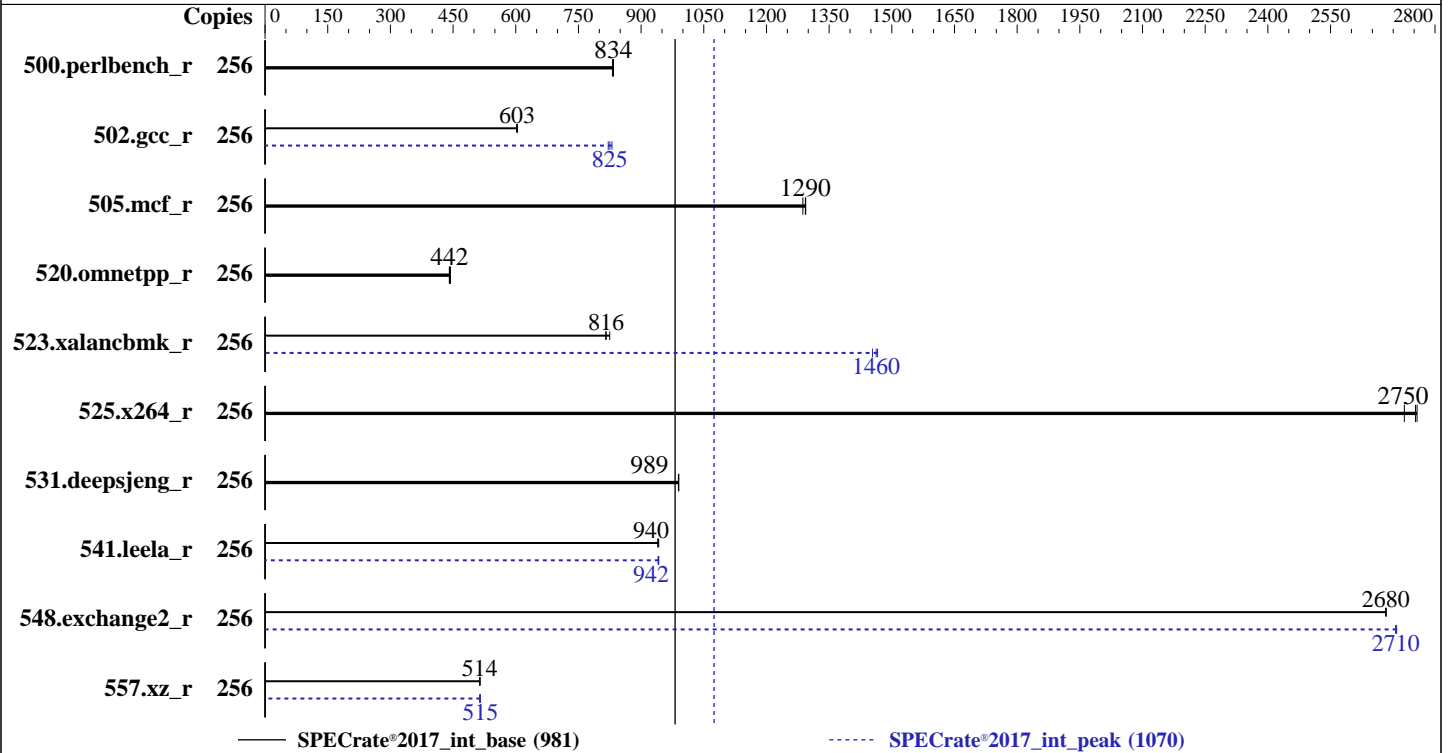 Copies 0 150 300 450 600 750 900 1050 1200 1350 1500 1650 1800 1950 2100 2250 2400 2550 2800
834
500.perlbench_r 256
603
502.gcc_r 256
825
1290
505.mcf_r 256
442
520.omnetpp_r 256
816
523.xalancbmk_r 256
1460
2750
525.x264_r 256
989
531.deepsjeng_r 256
940
541.leela_r 256
942
2680
548.exchange2_r 256
2710
514
557.xz_r 256
515
SPECrate®2017_int_base (981) SPECrate®2017_int_peak (1070)